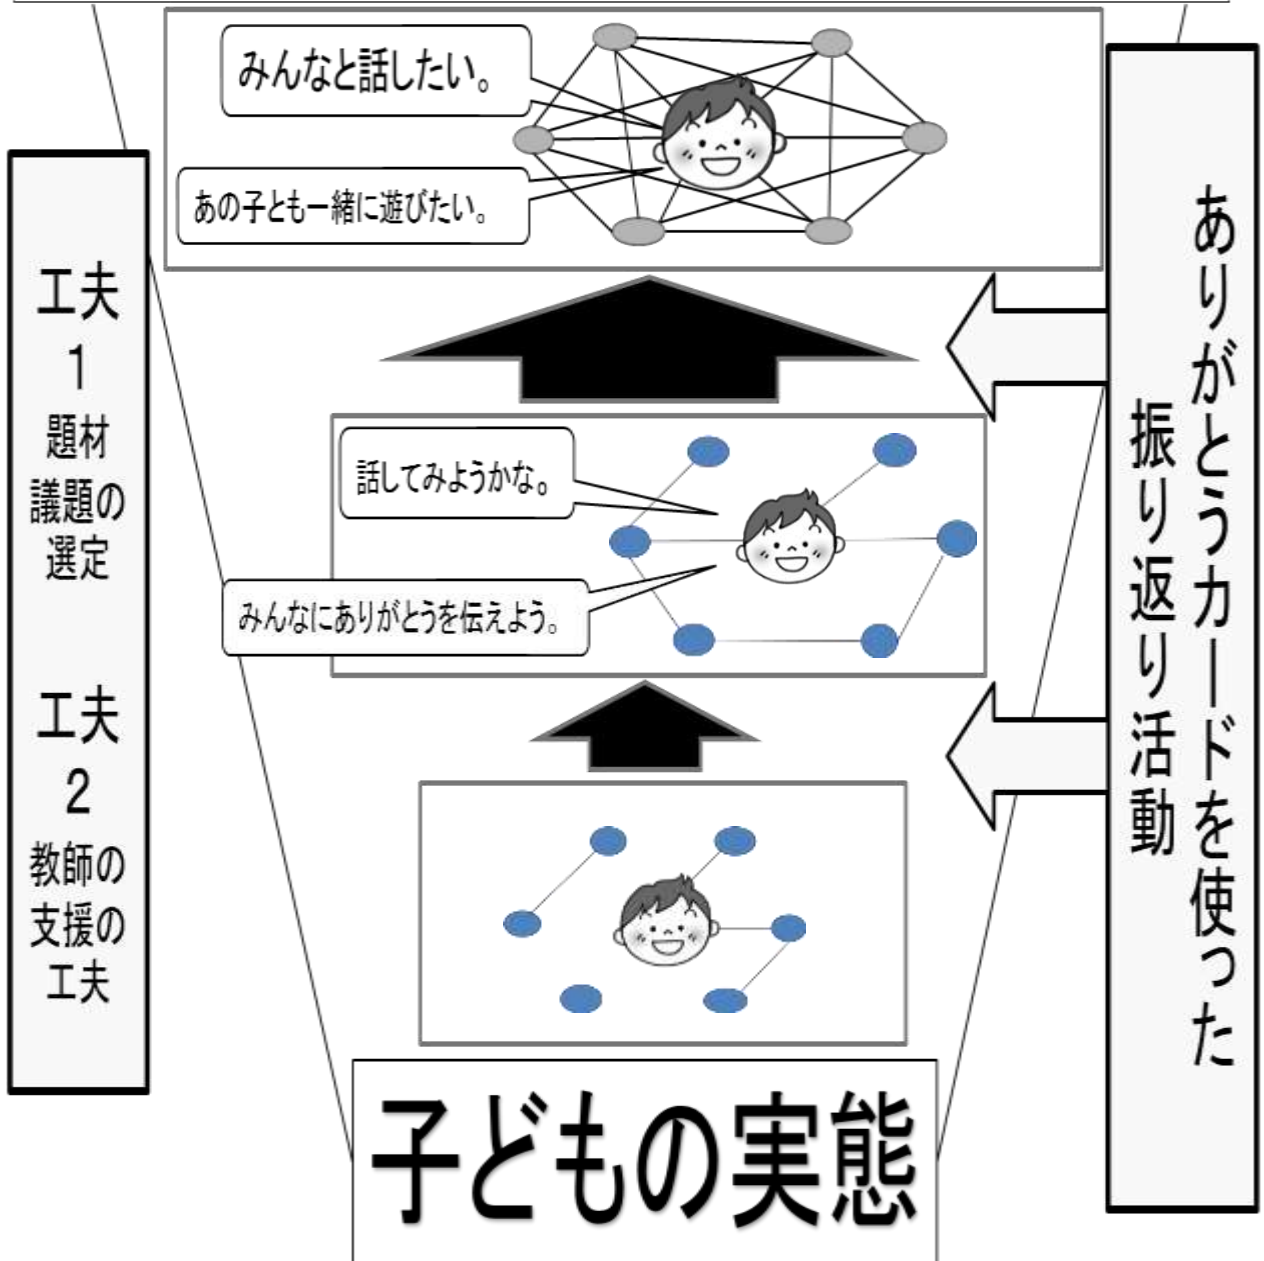 みんなと話したい。
あの子とも一緒に遊びたい。
話してみようかな。
みんなにありがとうを伝えよう。
工夫
1
題材
議題の
選定
工夫
2
教師の
支援の
工夫
ありがとうカードを使った
振り返り活動
子どもの実態